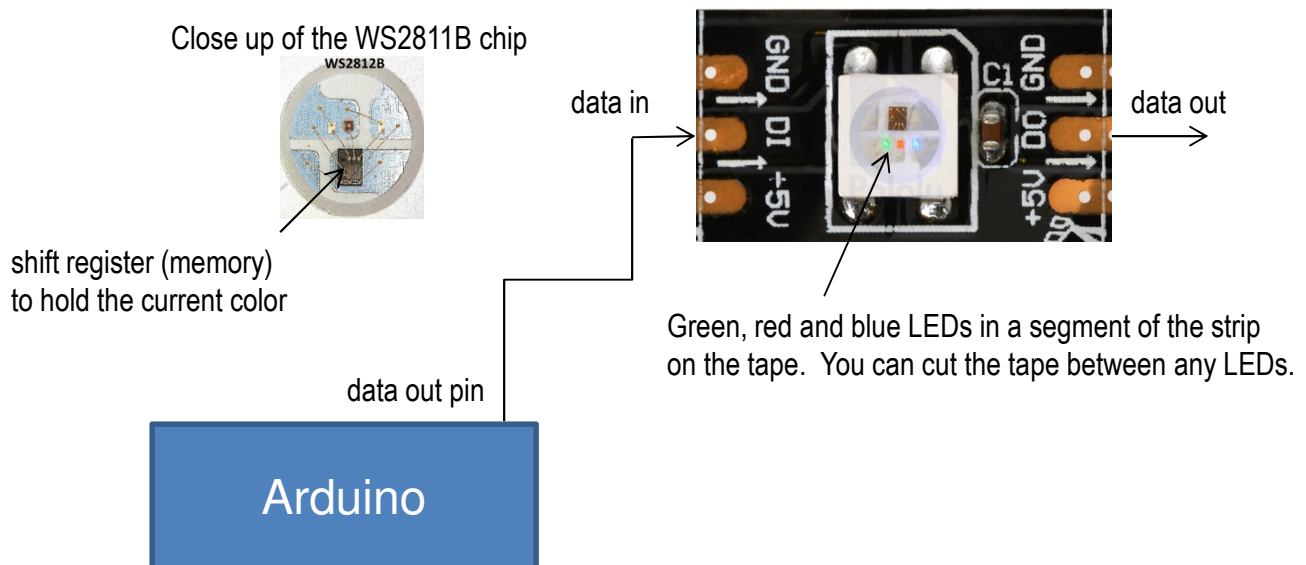 Close up of the WS2811B chip
WS2812B
data in
GND
DI
+5V
C1
GND
DO
+5V
data out
shift register (memory)
to hold the current color
Green, red and blue LEDs in a segment of the strip
on the tape. You can cut the tape between any LEDs.
data out pin
Arduino